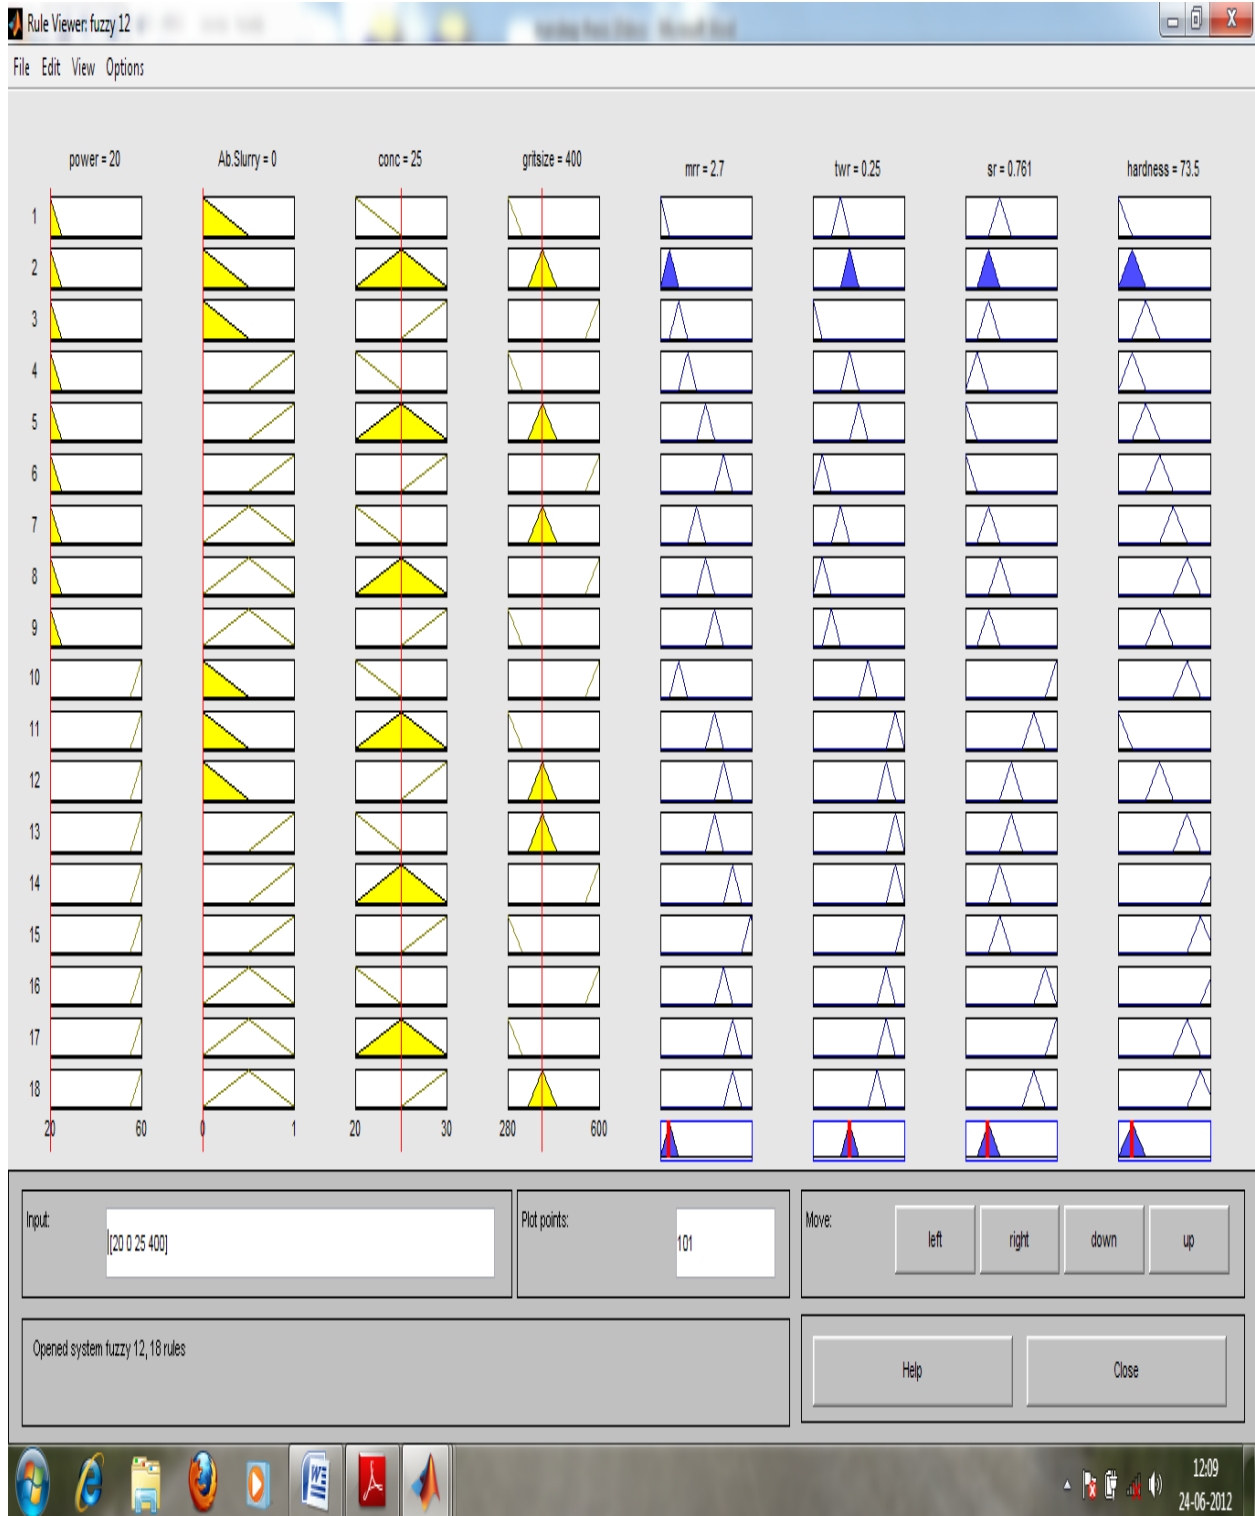 Rule Viewer: fuzzy 12
File Edit View Options
power = 20 Ab.Slurry = 0 conc = 25 gritsize = 400 mrr = 2.7 twr = 0.25 sr = 0.761 hardness = 73.5
1
2
3
4
5
6
7
8
9
10
11
12
13
14
15
16
17
18
20 60 0 1 20 30 280 600
Input: [20 0 25 400] Plot points: 101 Move: left right down up
Opened system fuzzy 12, 18 rules
Help Close
12:09
24-06-2012